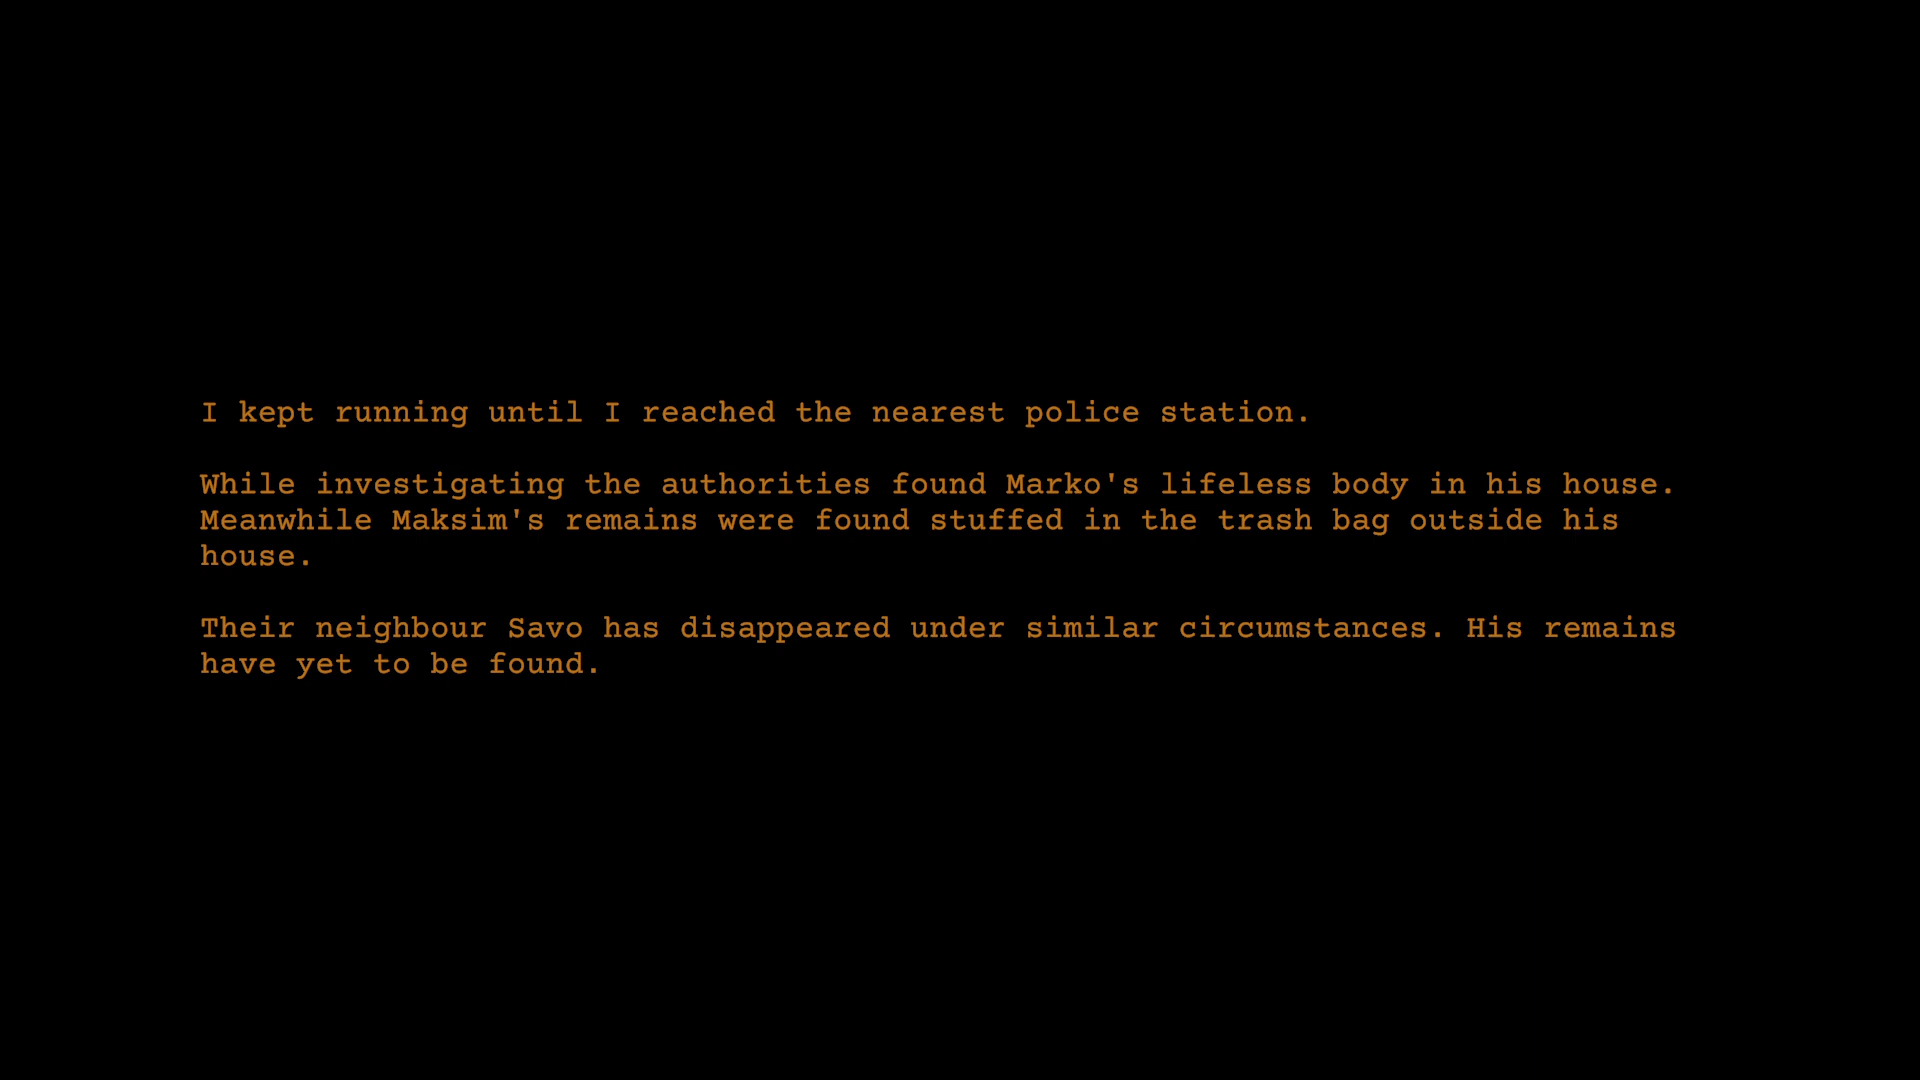 I kept running until I reached the nearest police station.
While investigating the authorities found Marko's lifeless body in his house.
Meanwhile Maksim's remains were found stuffed in the trash bag outside his
house.
Their neighbour Savo has disappeared under similar circumstances. His remains
have yet to be found.